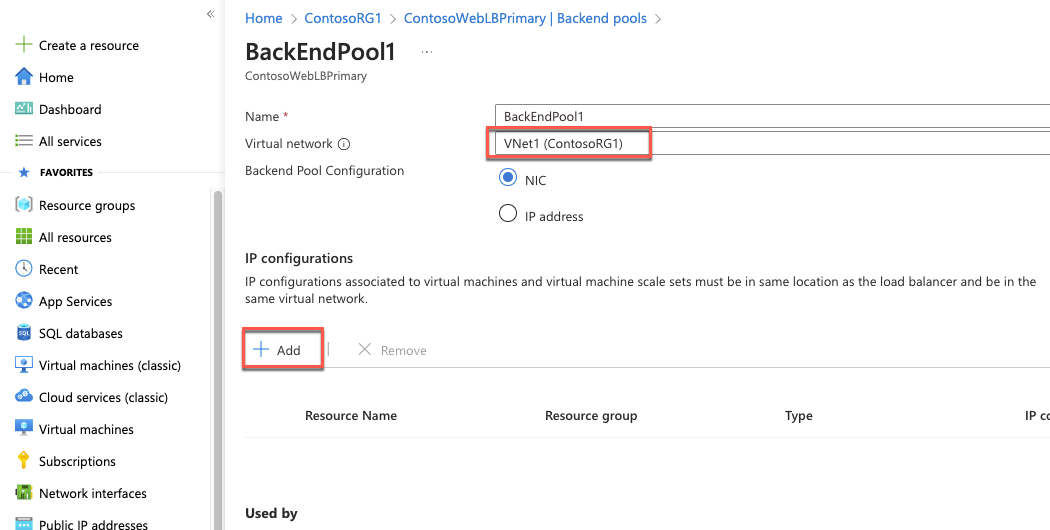 «
Create a resource
Home
Dashboard
All services
FAVORITES
Resource groups
All resources
Recent
App Services
SQL databases
Virtual machines (classic)
Cloud services (classic)
Virtual machines
Subscriptions
Network interfaces
Public IP addresses
Home > ContosoRG1 > ContosoWebLBPrimary | Backend pools >
BackEndPool1 ...
ContosoWebLBPrimary
Name * BackEndPool1
Virtual network VNet1 (ContosoRG1)
Backend Pool Configuration
NIC
IP address
IP configurations
IP configurations associated to virtual machines and virtual machine scale sets must be in same location as the load balancer and be in the
same virtual network.
+ Add | Remove
Resource Name Resource group Type IP
Used by